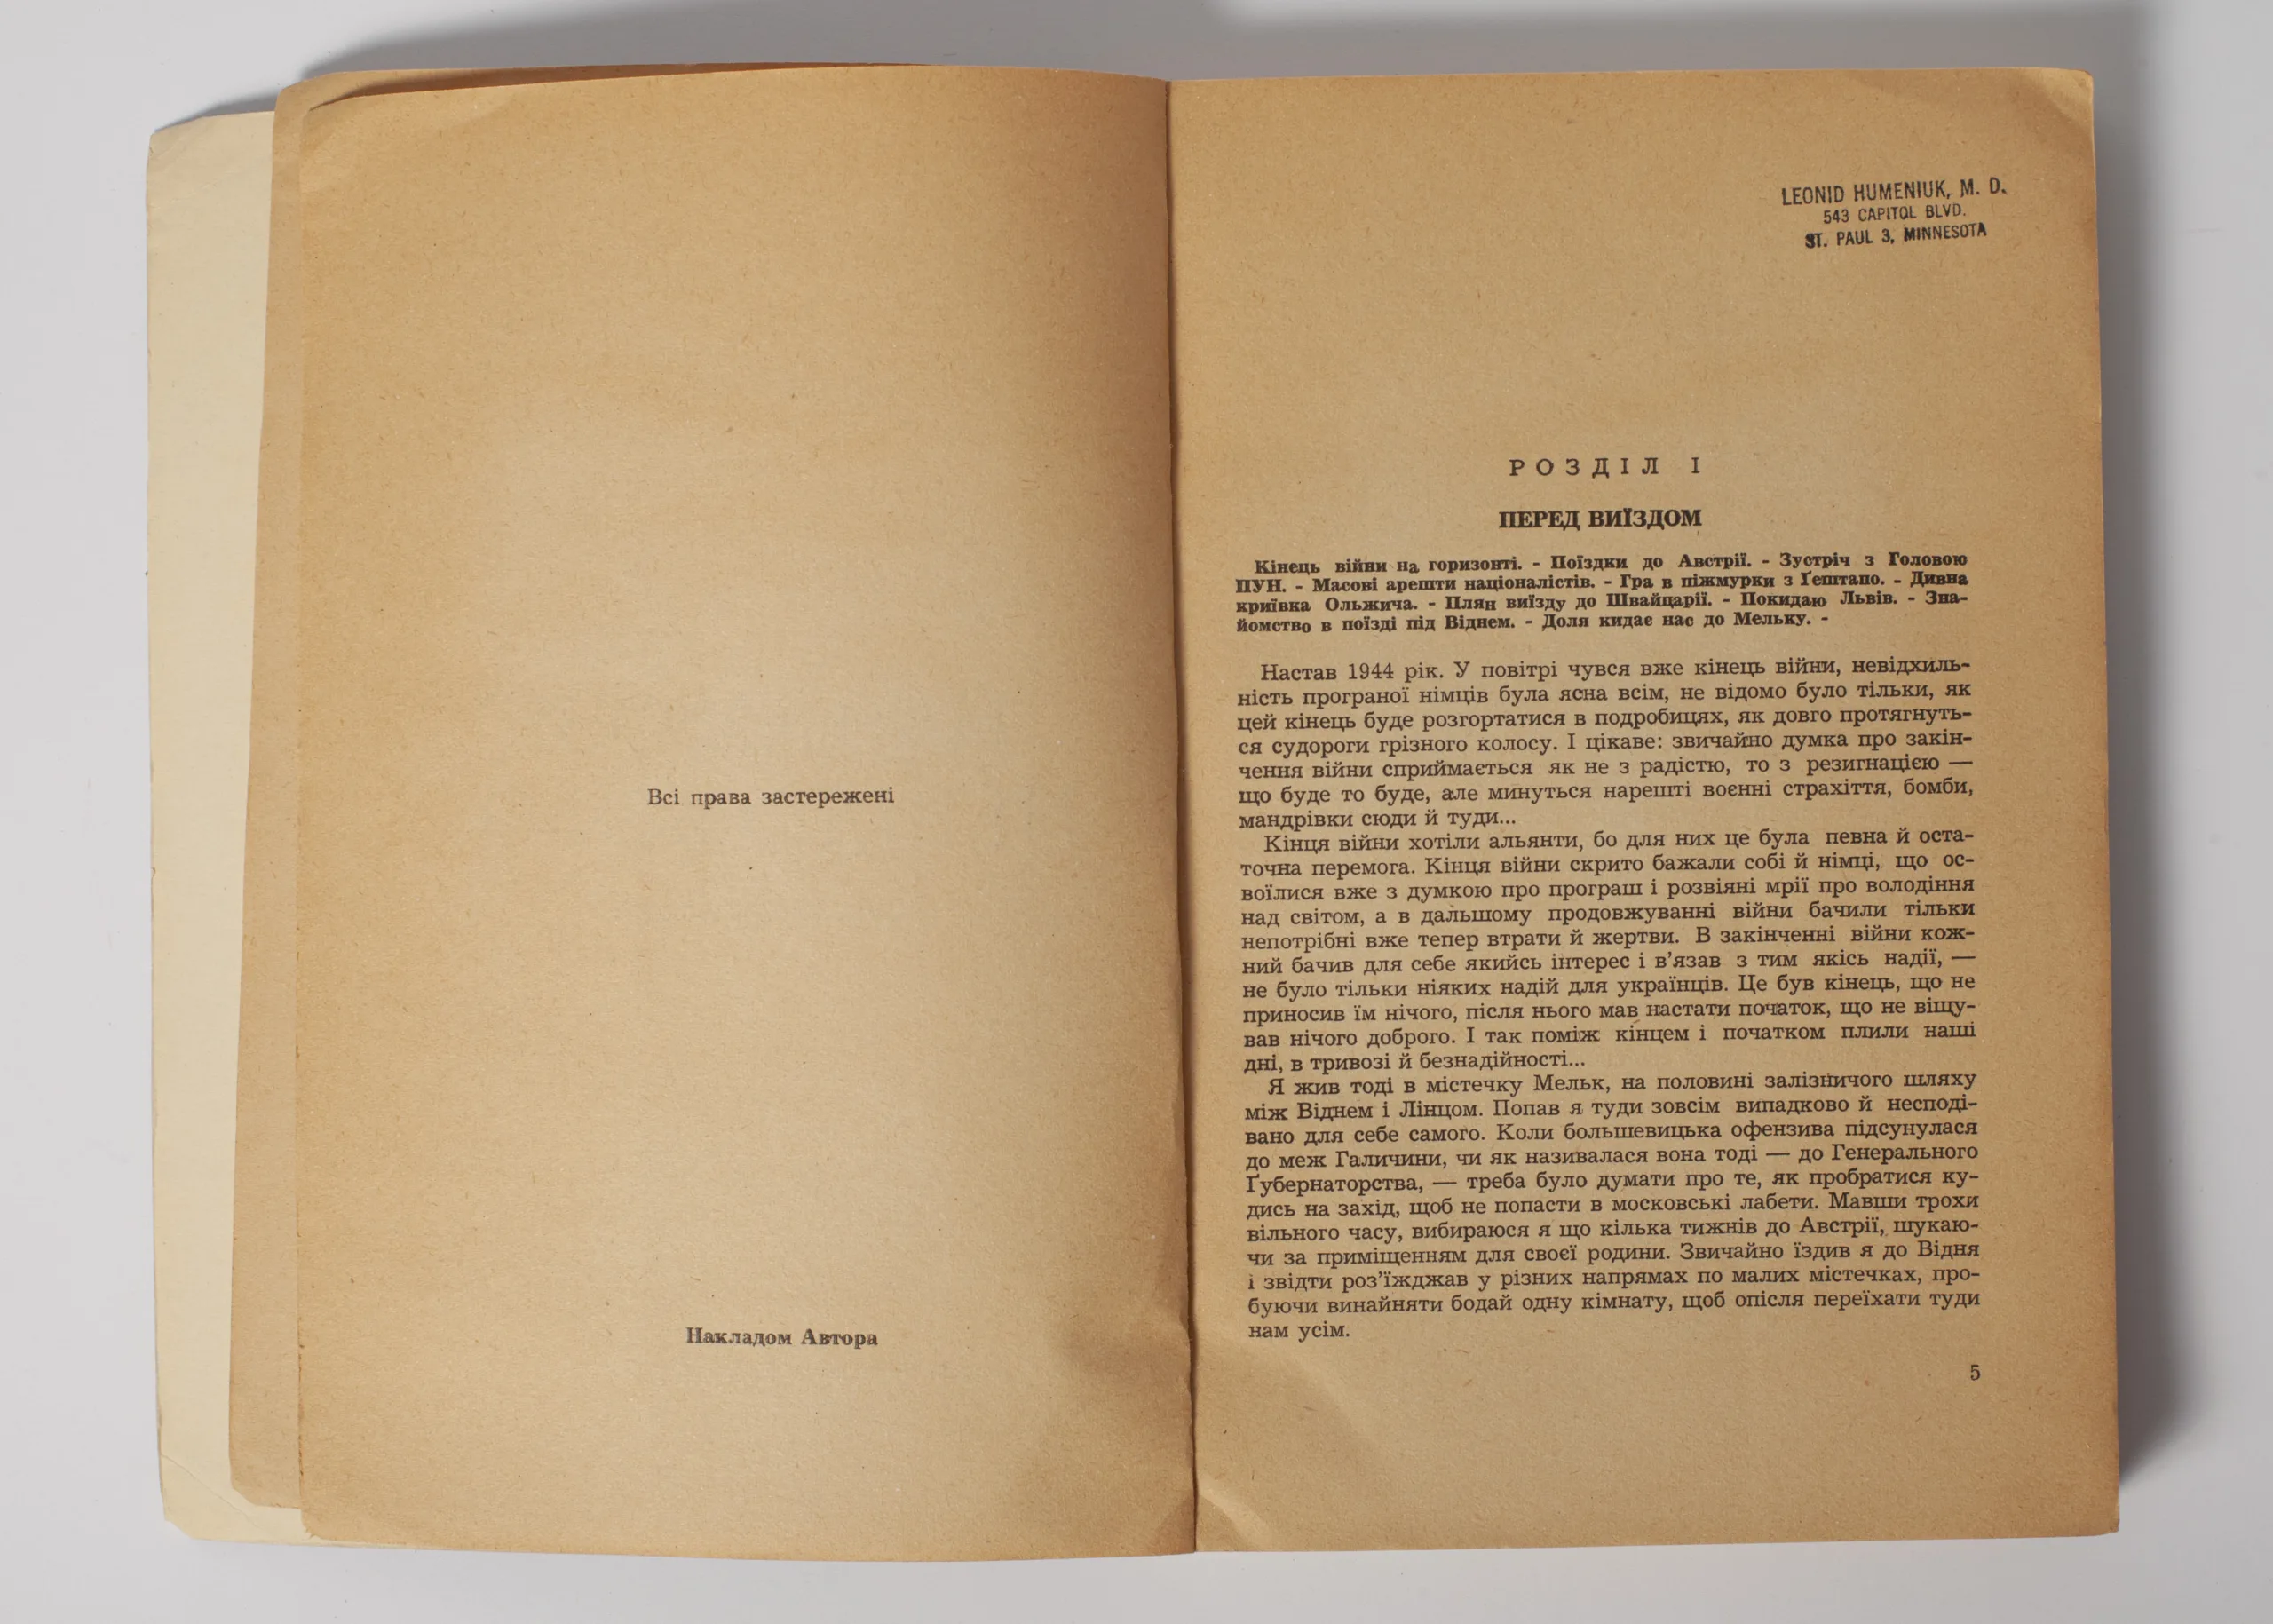 Всі права застережені
Накладом Автора
LEONID HUMENIUK, M. D.
543 CAPITOL BLVD.
ST. PAUL 3, MINNESOTA
РОЗДІЛ І
ПЕРЕД ВИЇЗДОМ
Кінець війни на горизонті. - Поїздки до Австрії. - Зустріч з Головою
ПУН. - Масові арешти націоналістів. - Гра в піжмурки з Ґештапо. - Дивна
криївка Ольжича. - Плян виїзду до Швайцарії. - Покидаю Львів. - Зна-
йомство в поїзді під Віднем. - Доля кидає нас до Мельку. -
Настав 1944 рік. У повітрі чувся вже кінець війни, невідхиль-
ність програної німців була ясна всім, не відомо було тільки, як
цей кінець буде розгортатися в подробицях, як довго протягнуть-
ся судороги грізного колосу. І цікаве: звичайно думка про закін-
чення війни сприймається як не з радістю, то з резигнацією —
що буде то буде, але минуться нарешті воєнні страхіття, бомби,
мандрівки сюди й туди...
Кінця війни хотіли альянти, бо для них це була певна й оста-
точна перемога. Кінця війни скрито бажали собі й німці, що ос-
воїлися вже з думкою про програш і розвіяні мрії про володіння
над світом, а в дальшому продовжуванні війни бачили тільки
непотрібні вже тепер втрати й жертви. В закінченні війни кож-
ний бачив для себе якийсь інтерес і в’язав з тим якісь надії, —
не було тільки ніяких надій для українців. Це був кінець, що не
приносив їм нічого, після нього мав настати початок, що не віщу-
вав нічого доброго. І так поміж кінцем і початком плили наші
дні, в тривозі й безнадійності...
Я жив тоді в містечку Мельк, на половині залізничого шляху
між Віднем і Лінцом. Попав я туди зовсім випадково й несподі-
вано для себе самого. Коли большевицька офензива підсунулася
до меж Галичини, чи як називалася вона тоді — до Генерального
Ґубернаторства, — треба було думати про те, як пробратися ку-
дись на захід, щоб не попасти в московські лабети. Мавши трохи
вільного часу, вибираюся я що кілька тижнів до Австрії, шукаю-
чи за приміщенням для своєї родини. Звичайно їздив я до Відня
і звідти роз’їжджав у різних напрямах по малих містечках, про-
буючи винайняти бодай одну кімнату, щоб опісля переїхати туди
нам усім.
5